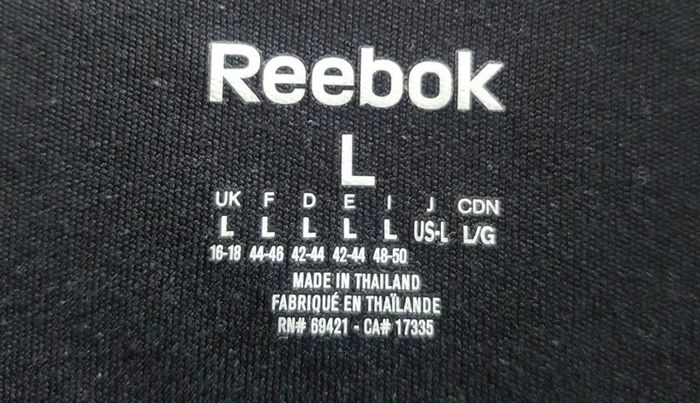 Reebok
L
UK F D E I J CDN
L L L L L US-L L/G
16-18 44-46 42-44 42-44 48-50
MADE IN THAILAND
FABRIQUÉ EN THAÏLANDE
RN# 69421 - CA# 17335